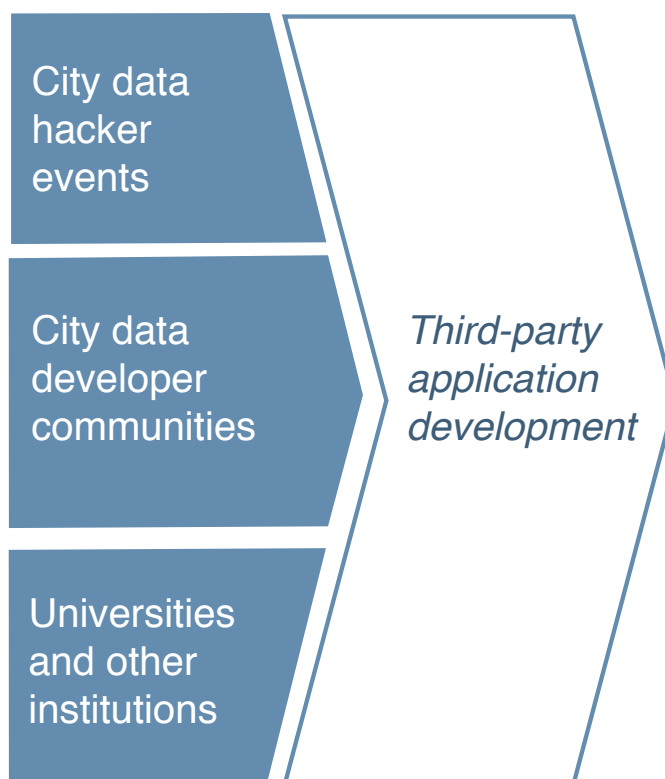 City data
hacker
events
City data
developer
communities
Universities
and other
institutions
Third-party
application
development